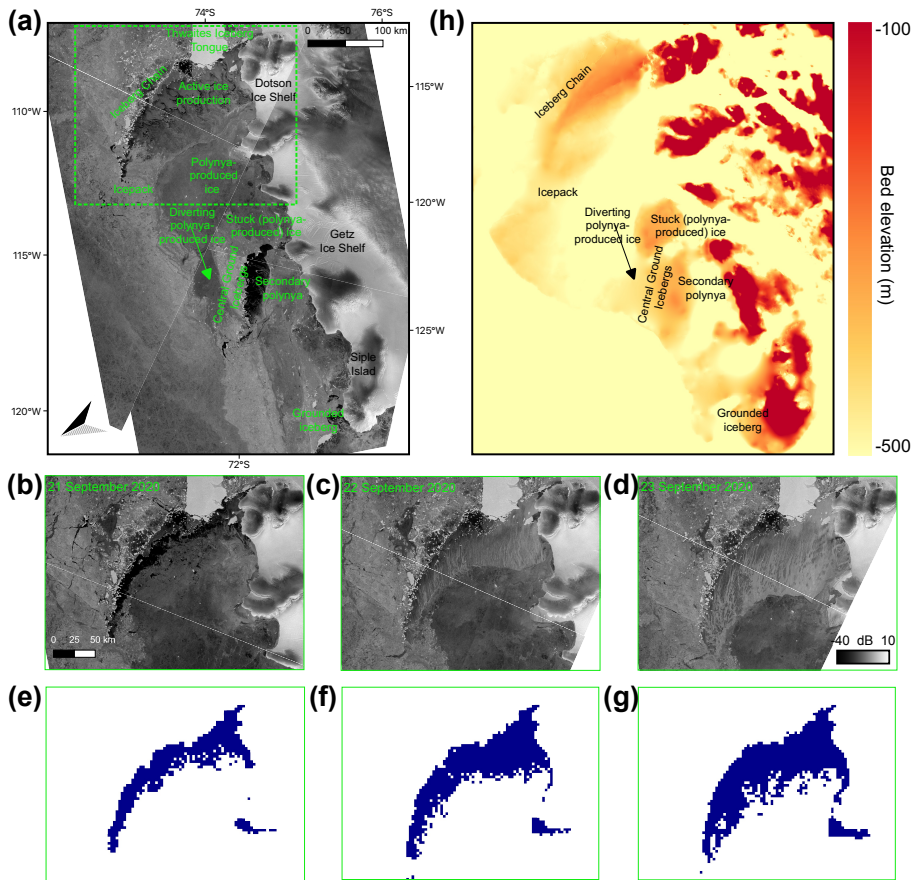 74°S
76°S
(a)
Thwaites Iceberg
Tongue
0 50 100 km
Iceberg Chain
Active ice
production
Dotson
Ice Shelf
115°W
110°W
Polynya-
produced ice
Icepack
120°W
Diverting
polynya-
produced ice
Stuck (polynya-
produced) ice
Getz
Ice Shelf
115°W
Central Ground
Icebergs
Secondary
polynya
125°W
Siple
Islad
120°W
Grounded
iceberg
72°S
(h)
Iceberg Chain
Icepack
Diverting
polynya-
produced ice
Stuck (polynya-
produced) ice
Central Ground
Icebergs
Secondary
polynya
Grounded
iceberg
-100
Bed elevation (m)
-500
(b)
21 September 2020
0 25 50 km
(c)
22 September 2020
(d)
23 September 2020
-40 dB 10
(e)
(f)
(g)